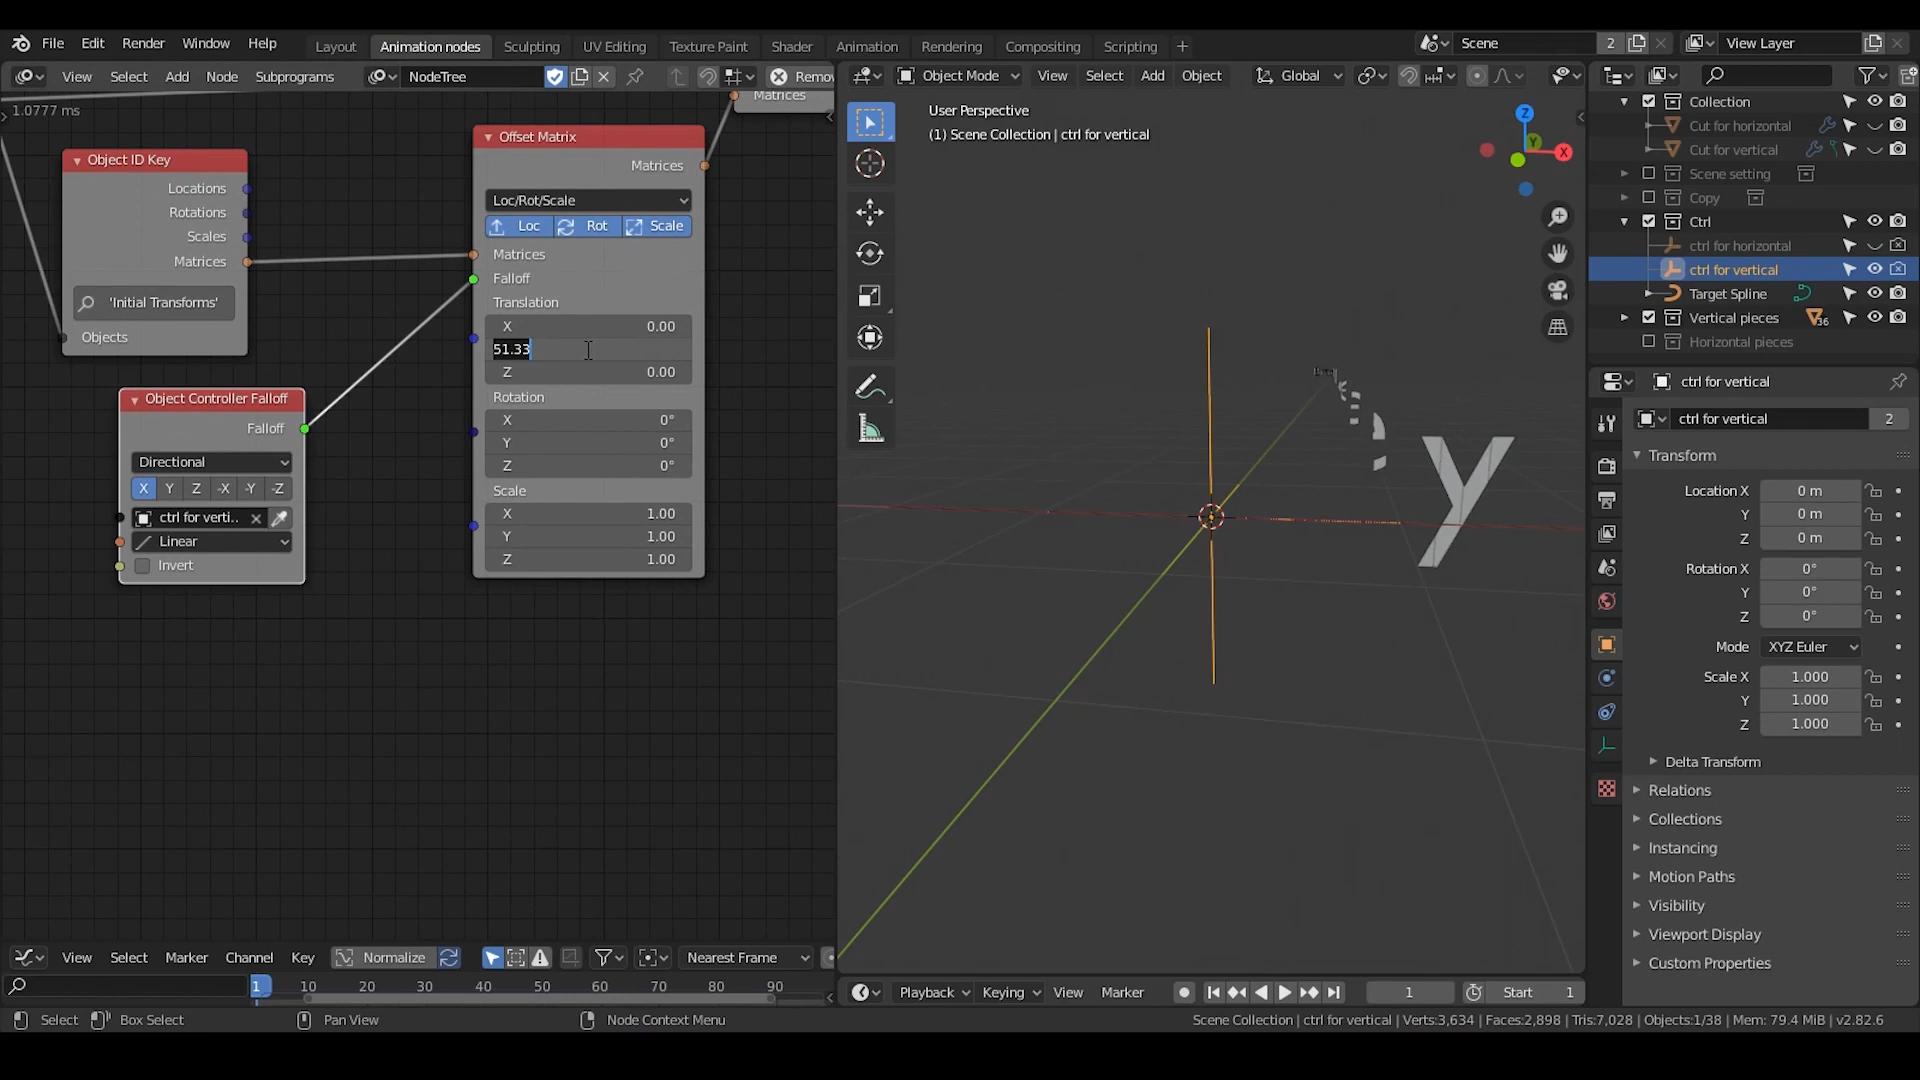 File Edit Render Window Help Layout Animation nodes Sculpting UV Editing Texture Paint Shader Animation Rendering Compositing Scripting + Scene 2 View Layer
View Select Add Node Subprograms NodeTree Remov
Object Mode View Select Add Object Global
1.0777 ms
Matrices
Object ID Key
Locations
Rotations
Scales
Matrices
'Initial Transforms'
Objects
Object Controller Falloff
Falloff
Directional
X Y Z -X -Y -Z
ctrl for verti..
Linear
Invert
Offset Matrix
Matrices
Loc/Rot/Scale
Loc Rot Scale
Matrices
Falloff
Translation
X 0.00
51.33
Z 0.00
Rotation
X 0°
Y 0°
Z 0°
Scale
X 1.00
Y 1.00
Z 1.00
User Perspective
(1) Scene Collection | ctrl for vertical
Z
Y
X
y
Collection
Cut for horizontal
Cut for vertical
Scene setting
Copy
Ctrl
ctrl for horizontal
ctrl for vertical
Target Spline
Vertical pieces 36
Horizontal pieces
ctrl for vertical
ctrl for vertical 2
Transform
Location X 0 m
Y 0 m
Z 0 m
Rotation X 0°
Y 0°
Z 0°
Mode XYZ Euler
Scale X 1.000
Y 1.000
Z 1.000
Delta Transform
Relations
Collections
Instancing
Motion Paths
Visibility
Viewport Display
Custom Properties
View Select Marker Channel Key Normalize Nearest Frame
1 10 20 30 40 50 60 70 80 90
Playback Keying View Marker 1 Start 1
Select Box Select Pan View Node Context Menu
Scene Collection | ctrl for vertical | Verts:3,634 | Faces:2,898 | Tris:7,028 | Objects:1/38 | Mem: 79.4 MiB | v2.82.6